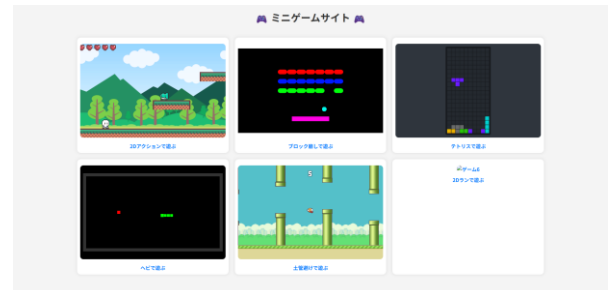 🎮 ミニゲームサイト 🎮
2Dアクションで遊ぶ
ブロック崩しで遊ぶ
テトリスで遊ぶ
ヘビで遊ぶ
5
土管避けで遊ぶ
ゲーム6
2Dランで遊ぶ